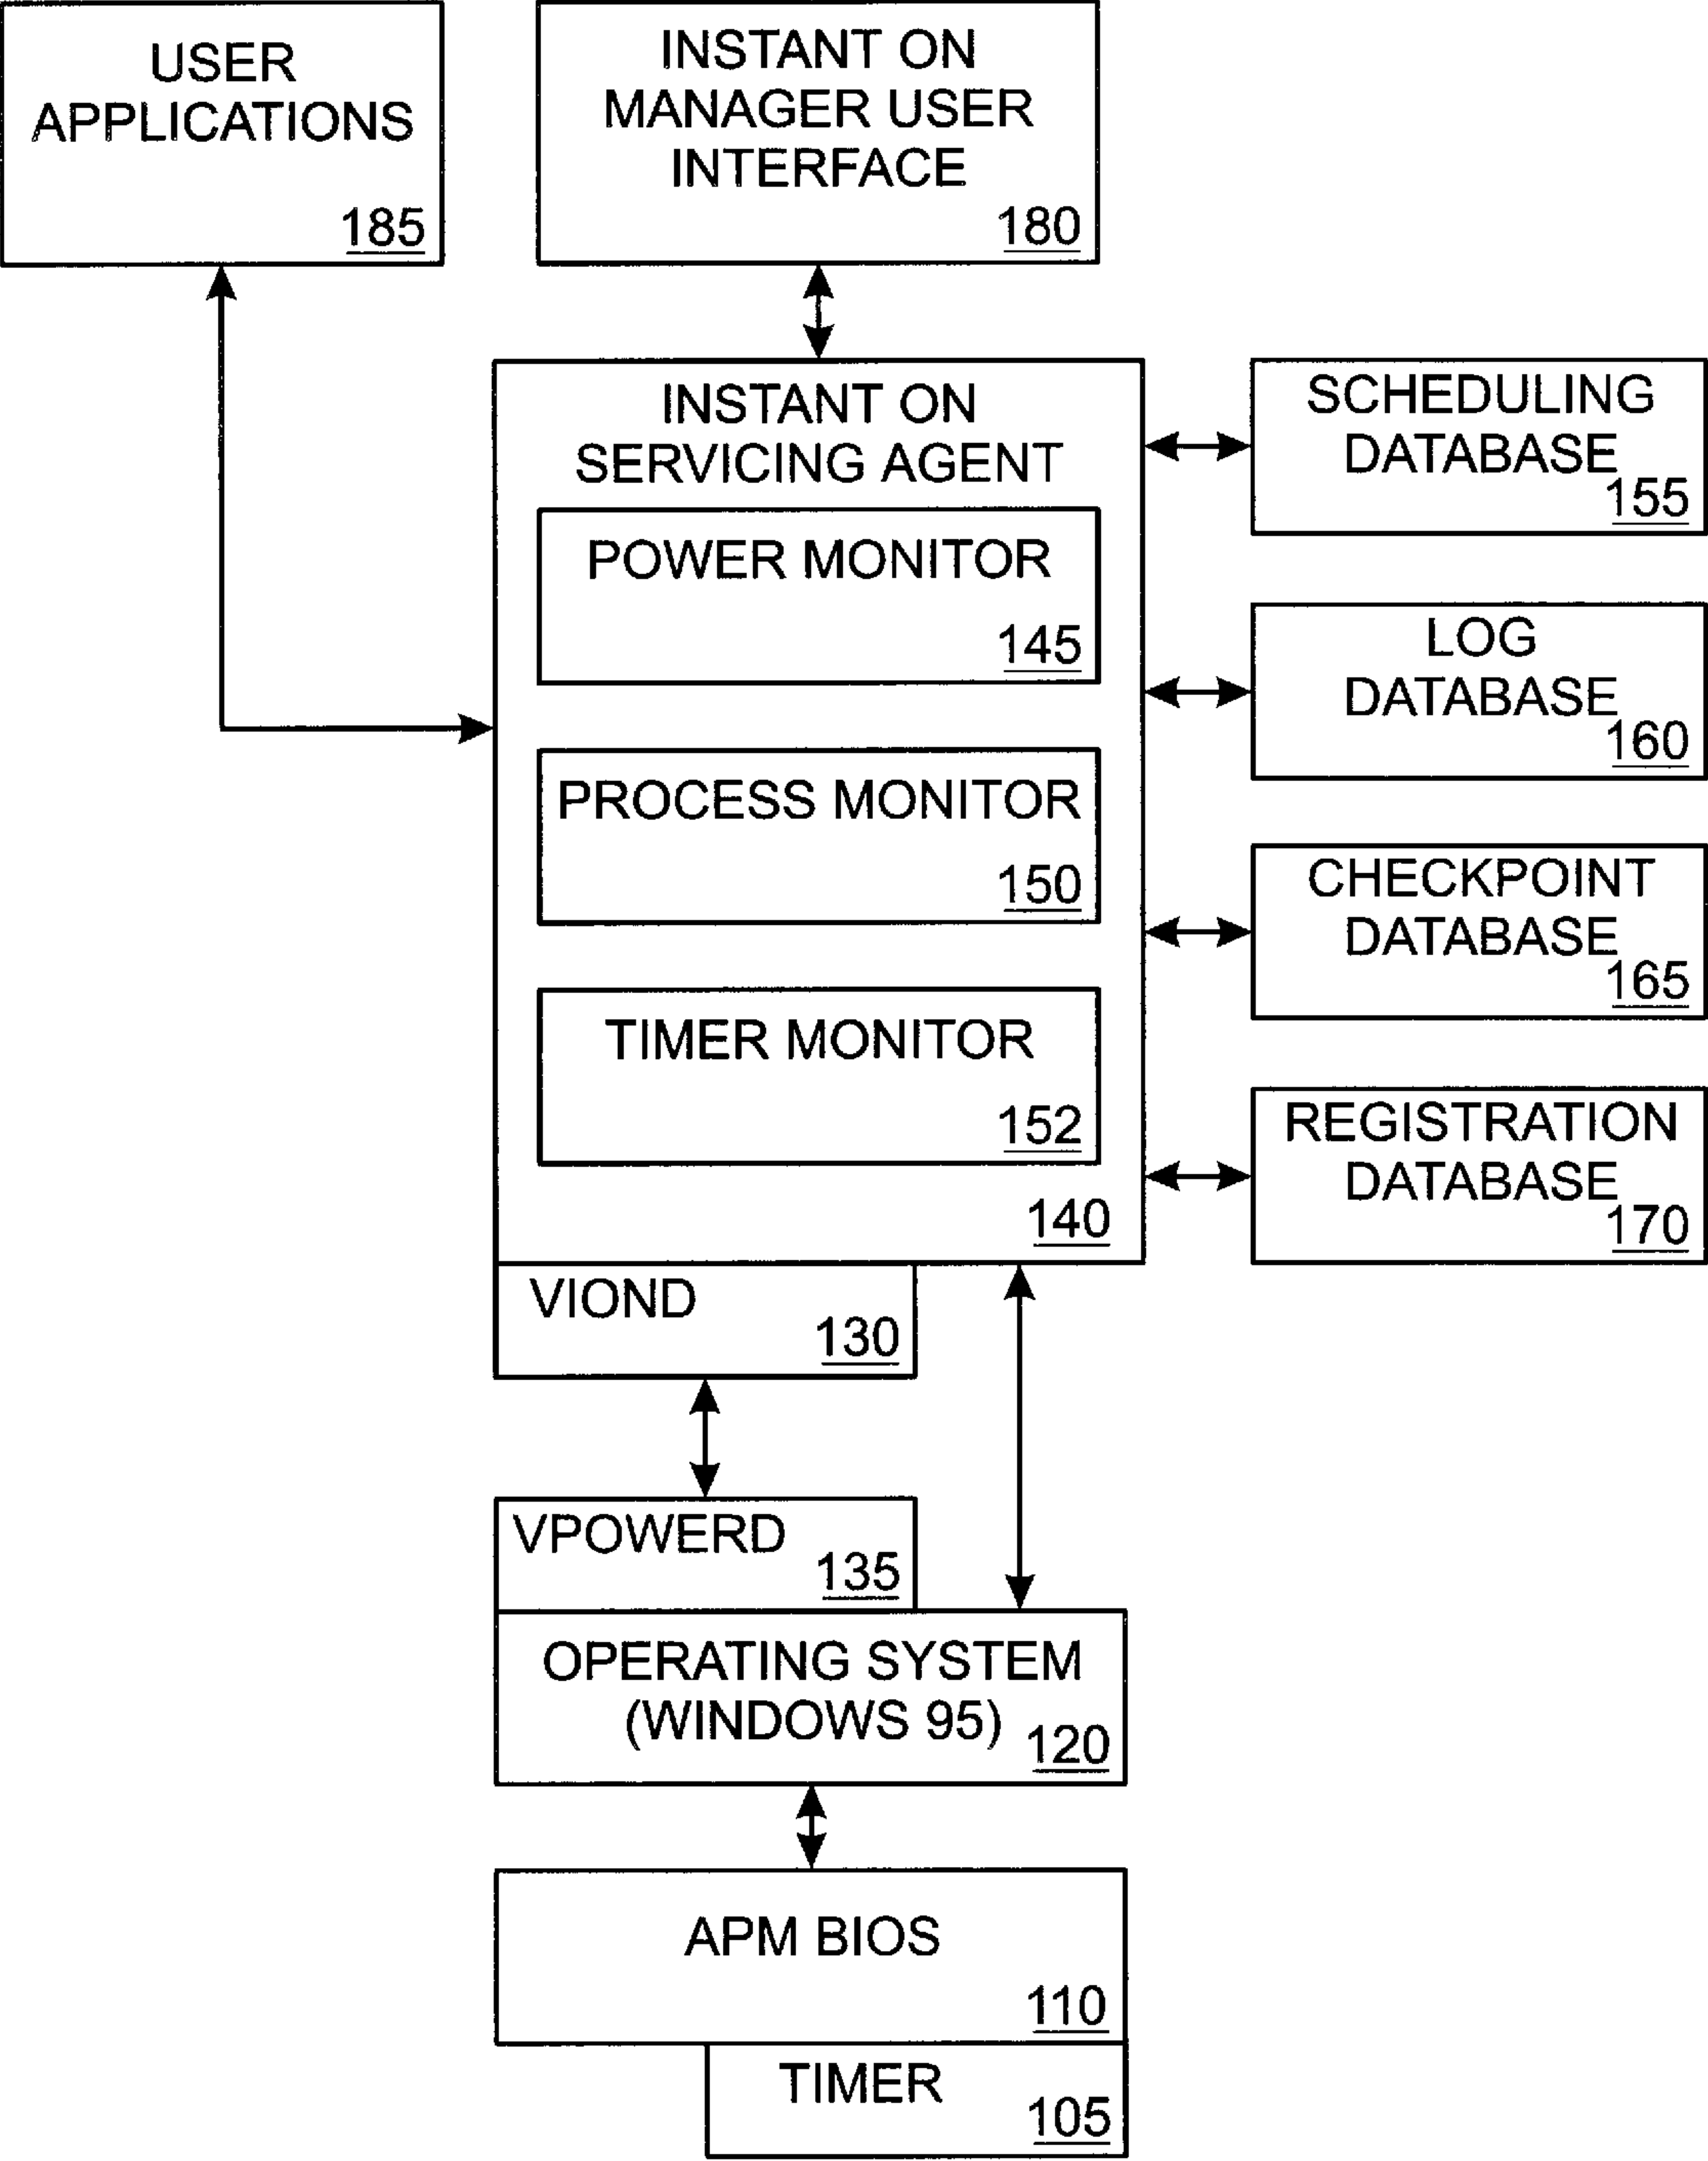 USER
APPLICATIONS
185
INSTANT ON
MANAGER USER
INTERFACE
180
INSTANT ON
SERVICING AGENT
POWER MONITOR
145
PROCESS MONITOR
150
TIMER MONITOR
152
140
SCHEDULING
DATABASE
155
LOG
DATABASE
160
CHECKPOINT
DATABASE
165
REGISTRATION
DATABASE
170
VIOND
130
VPOWERD
135
OPERATING SYSTEM
(WINDOWS 95)
120
APM BIOS
110
TIMER
105